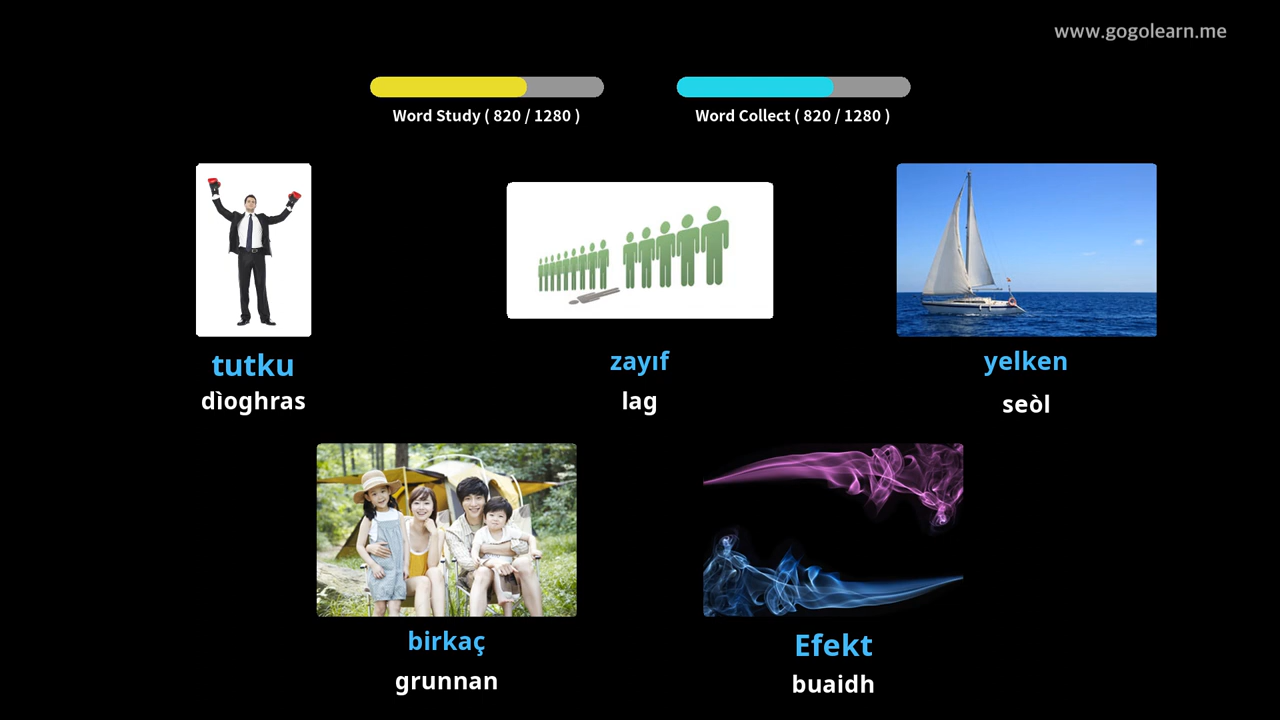 www.gogolearn.me
Word Study ( 820 / 1280 )
Word Collect ( 820 / 1280 )
tutku
dìoghras
zayıf
lag
yelken
seòl
birkaç
grunnan
Efekt
buaidh